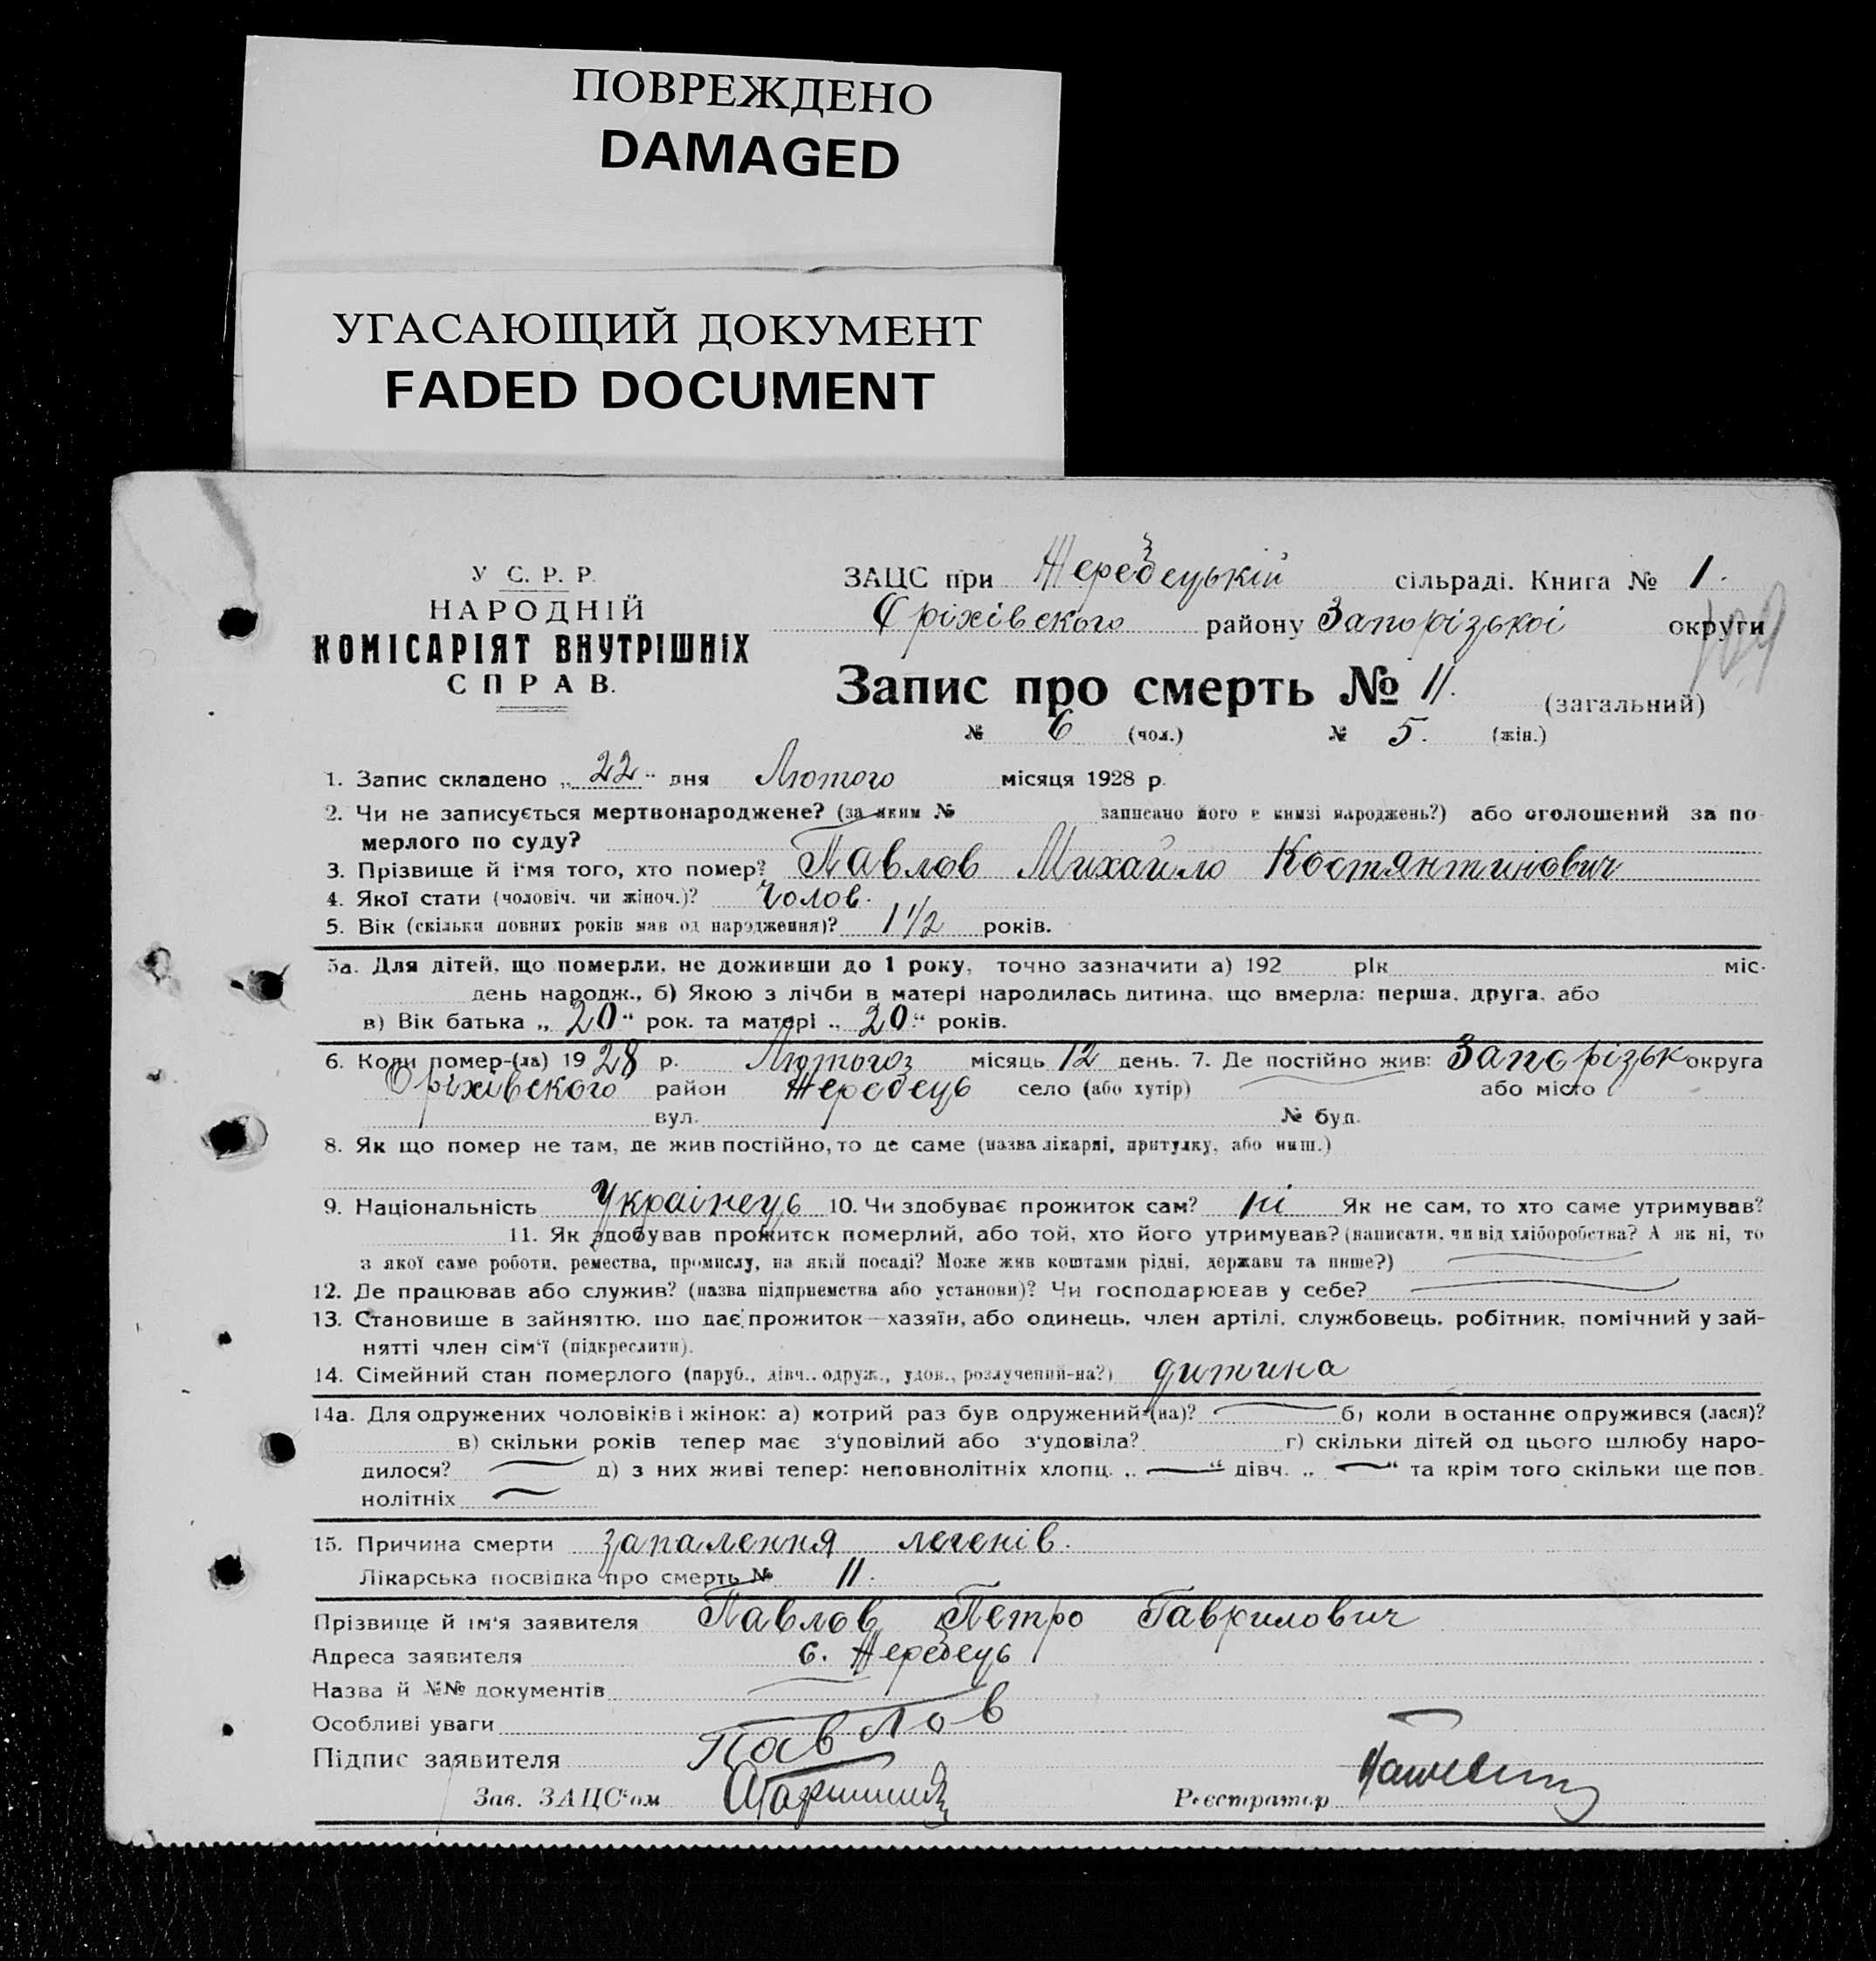 ПОВРЕЖДЕНО
DAMAGED
УГАСАЮЩИЙ ДОКУМЕНТ
FADED DOCUMENT
У С. Р. Р.
НАРОДНІЙ
КОМІСАРІЯТ ВНУТРІШНІХ
СПРАВ.
ЗАЦС при Жеребецькій сільраді. Книга № 1.
Оріхівского району Запорізької округи
Запис про смерть № 11. (загальний)
№ 6 (чол.) № 5. (жін.)
1. Запис складено „ 22 " дня Лютого місяця 1928 р.
2. Чи не записується мертвонароджене? (за яким № записано його в книзі народжень?) або оголошений за по-
мерлого по суду?
3. Прізвище й ім'я того, хто помер? Павлов Михайло Костянтинович
4. Якої стати (чоловіч. чи жіноч.)? Чолов.
5. Вік (скільки повних років мав од народження)? 1 1/2 років.
5а. Для дітей, що померли, не доживши до 1 року, точно зазначити а) 192 рік міс.
день народж., б) Якою з лічби в матері народилась дитина, що вмерла: перша, друга, або
в) Вік батька „ 20 " рок. та матері „ 20 " років.
6. Коли помер-(ла) 19 28 р. Лютого місяць 12 день. 7. Де постійно жив: Запорізьк округа
Оріхівского район Жеребець село (або хутір) або місто
вул. № буд.
8. Як що помер не там, де жив постійно, то де саме (назва лікарні, притулку, або инш.)
9. Національність Українець 10. Чи здобуває прожиток сам? ні Як не сам, то хто саме утримував?
11. Як здобував прожиток померлий, або той, хто його утримував? (написати, чи від хліборобства? А як ні, то
з якої саме роботи, ремества, промислу, на якій посаді? Може жив коштами рідні, держави та инше?)
12. Де працював або служив? (назва підприємства або установи)? Чи господарював у себе?
13. Становище в зайняттю, що дає прожиток—хазяїн, або одинець, член артілі, службовець, робітник, помічний у зай-
нятті член сім'ї (підкреслити).
14. Сімейний стан померлого (паруб., дівч., одруж., удов., розлучений-на?) дитина
14а. Для одружених чоловіків і жінок: а) котрий раз був одружений-(на)? б) коли востаннє одружився (лася)?
в) скільки років тепер має з'удовілий або з'удовіла? г) скільки дітей од цього шлюбу наро-
дилося? д) з них живі тепер: неповнолітніх хлопц. „ — " дівч. „ — " та крім того скільки ще пов.
нолітніх
15. Причина смерти запалення легенів.
Лікарська посвідка про смерть № 11.
Прізвище й ім'я заявителя Павлов Петро Гаврилович
Адреса заявителя с. Жеребець
Назва й №№ документів
Особливі уваги
Підпис заявителя Павлов
Зав. ЗАЦС'ом
Реєстратор